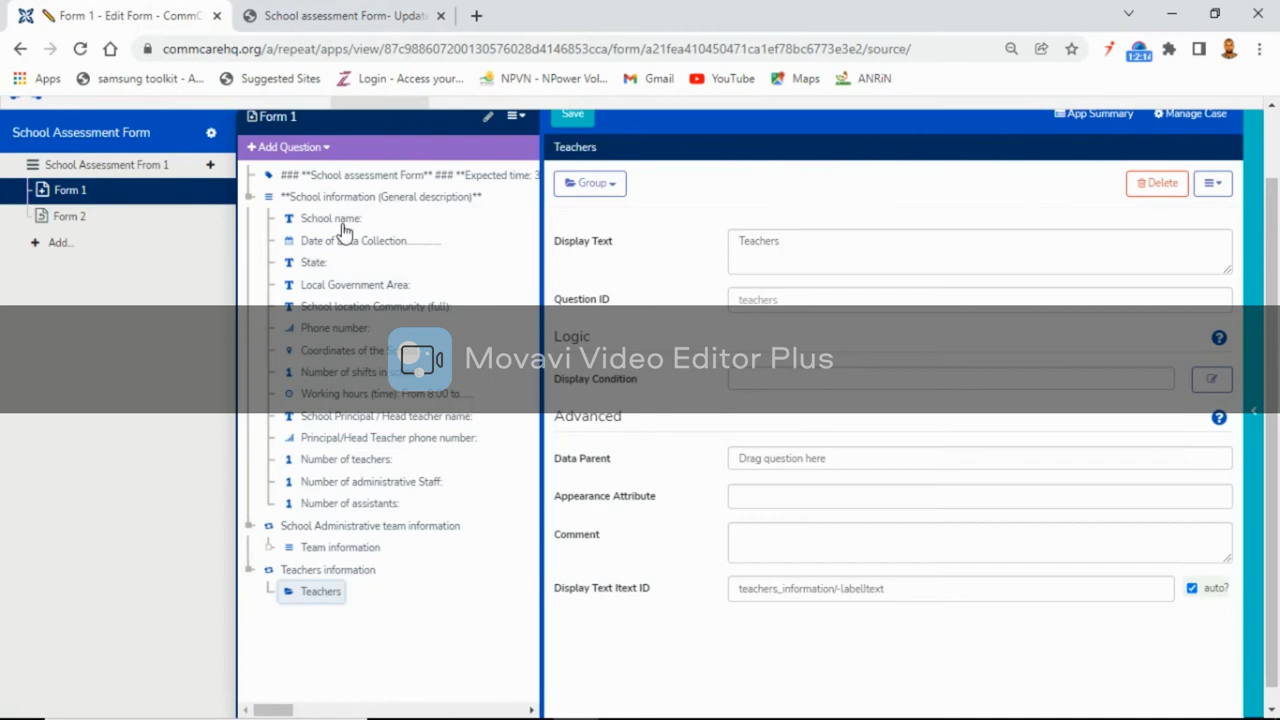 Form 1 - Edit Form - CommC
School assessment Form- Update
commcarehq.org/a/repeat/apps/view/87c988607200130576028d4146853cca/form/a21fea410450471ca1ef78bc6773e3e2/source/
1:2:14
Apps
samsung toolkit - A...
Suggested Sites
Login - Access your...
NPVN - NPower Vol...
Gmail
YouTube
Maps
ANRiN
School Assessment Form
School Assessment From 1
Form 1
Form 2
Add...
Form 1
Add Question
### **School assessment Form** ### **Expected time: 3
**School information (General description)**
School name:
Date of Data Collection
State:
Local Government Area:
School location Community (full):
Phone number:
Coordinates of the
Number of shifts in
Working hours (time): From 8:00 to......
School Principal / Head teacher name:
Principal/Head Teacher phone number:
Number of teachers:
Number of administrative Staff:
Number of assistants:
School Administrative team information
Team information
Teachers information
Teachers
Save
App Summary
Manage Case
Teachers
Group
Delete
Display Text
Teachers
Question ID
teachers
Logic
Display Condition
Advanced
Data Parent
Drag question here
Appearance Attribute
Comment
Display Text Itext ID
teachers_information/-label)text
auto?
Movavi Video Editor Plus